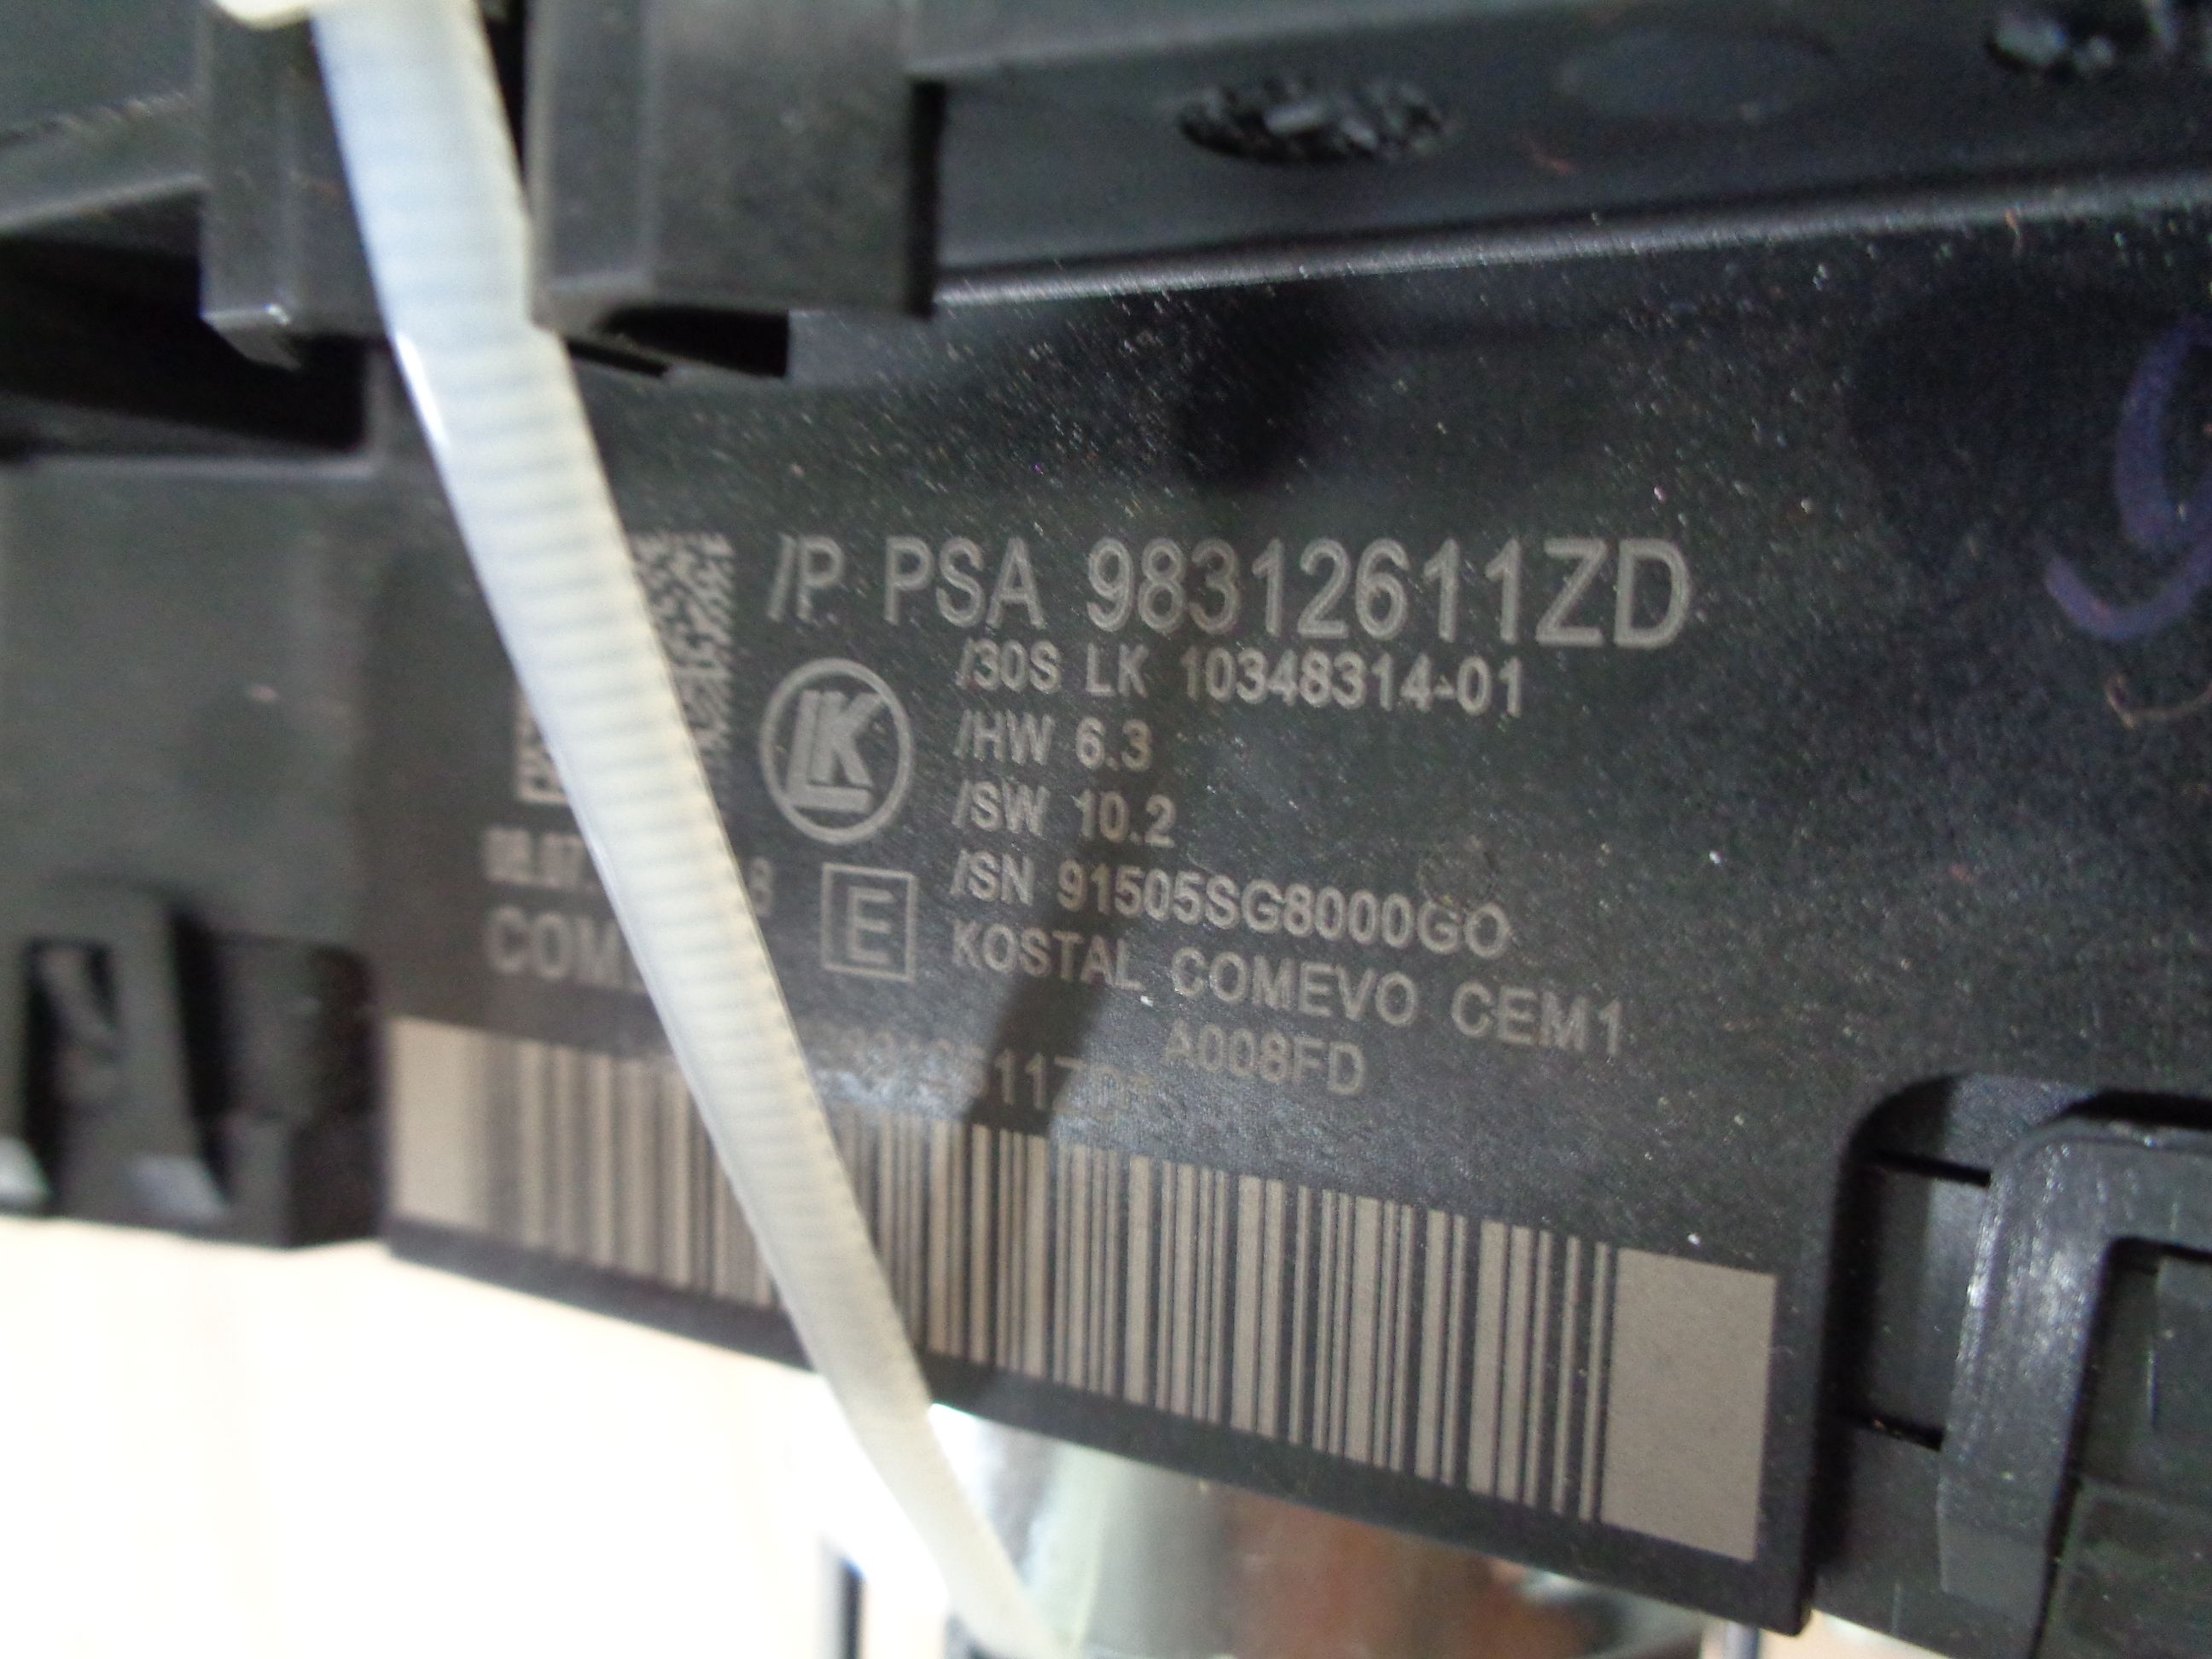 /P PSA 98312611ZD
/30S LK 10348314-01
LK
/HW 6.3
/SW 10.2
/SN 91505SG8000GO
E
KOSTAL COMEVO CEM1
A008FD